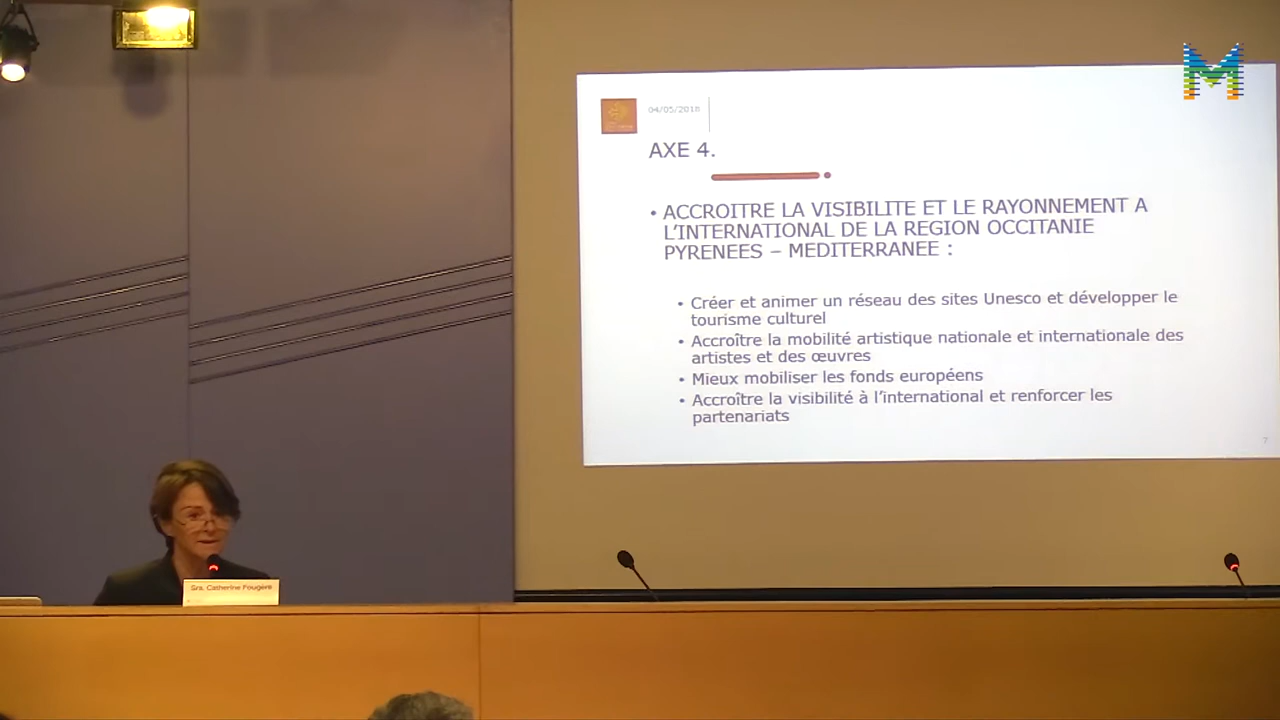 04/05/2018
AXE 4.
• ACCROITRE LA VISIBILITE ET LE RAYONNEMENT A
L'INTERNATIONAL DE LA REGION OCCITANIE
PYRENEES – MEDITERRANEE :
• Créer et animer un réseau des sites Unesco et développer le
tourisme culturel
• Accroître la mobilité artistique nationale et internationale des
artistes et des œuvres
• Mieux mobiliser les fonds européens
• Accroître la visibilité à l'international et renforcer les
partenariats
7
Sra. Catherine Fougère
M